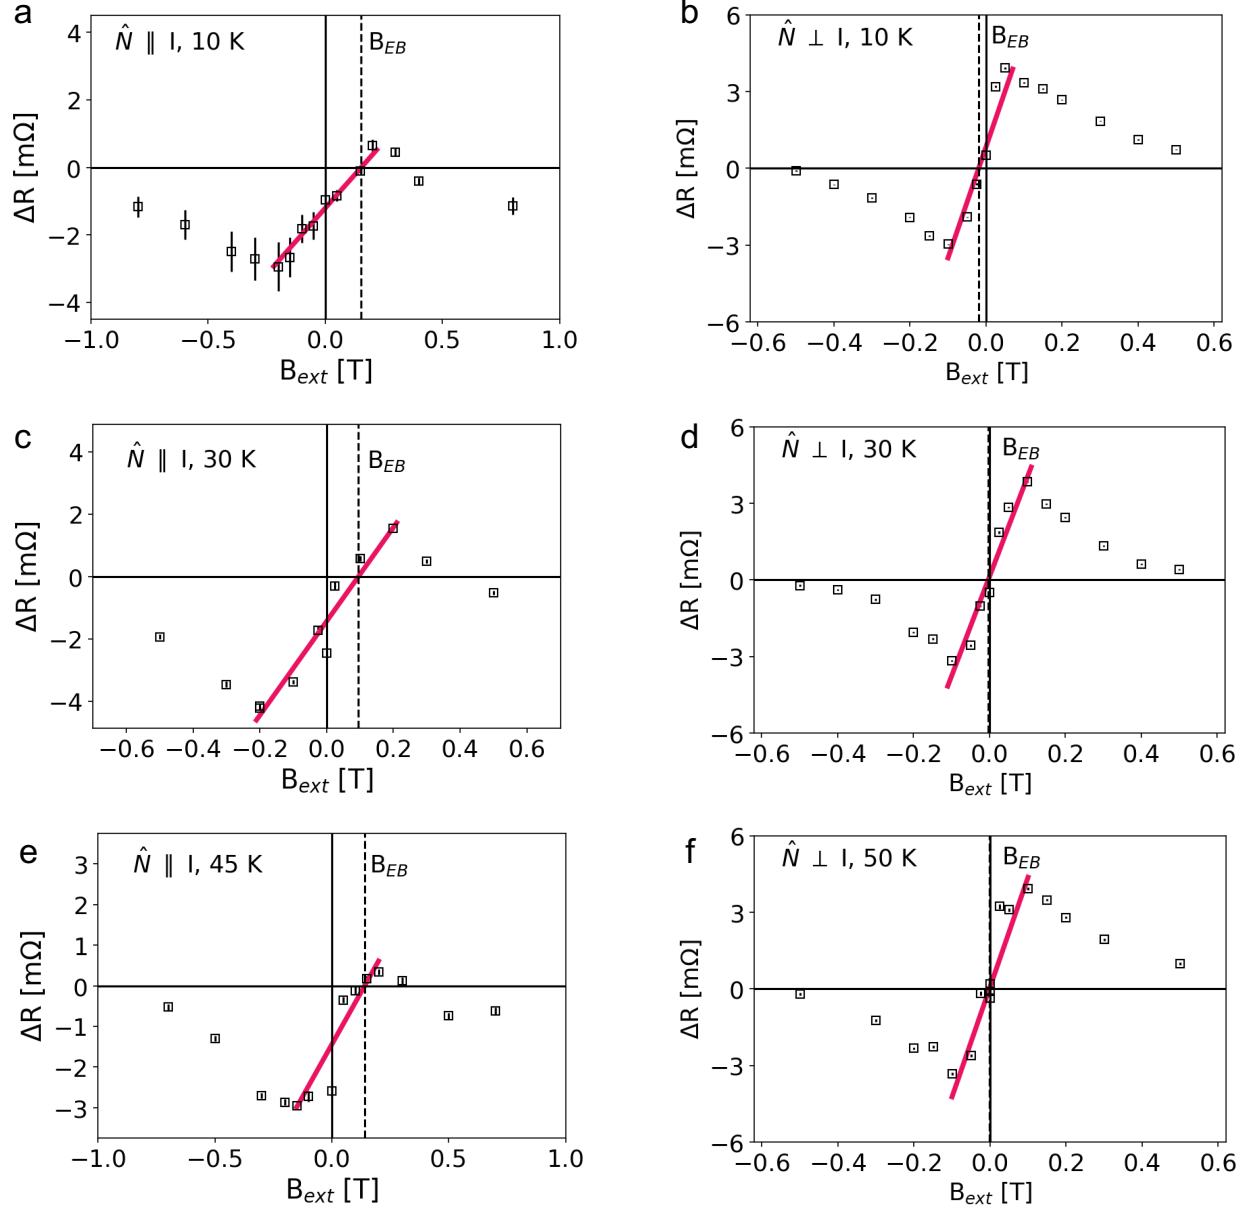 a
N̂ ∥ I, 10 K
B_EB
4
2
0
−2
−4
ΔR [mΩ]
−1.0 −0.5 0.0 0.5 1.0
B_ext [T]
b
N̂ ⊥ I, 10 K
B_EB
6
3
0
−3
−6
ΔR [mΩ]
−0.6 −0.4 −0.2 0.0 0.2 0.4 0.6
B_ext [T]
c
N̂ ∥ I, 30 K
B_EB
4
2
0
−2
−4
ΔR [mΩ]
−0.6 −0.4 −0.2 0.0 0.2 0.4 0.6
B_ext [T]
d
N̂ ⊥ I, 30 K
B_EB
6
3
0
−3
−6
ΔR [mΩ]
−0.6 −0.4 −0.2 0.0 0.2 0.4 0.6
B_ext [T]
e
N̂ ∥ I, 45 K
B_EB
3
2
1
0
−1
−2
−3
ΔR [mΩ]
−1.0 −0.5 0.0 0.5 1.0
B_ext [T]
f
N̂ ⊥ I, 50 K
B_EB
6
3
0
−3
−6
ΔR [mΩ]
−0.6 −0.4 −0.2 0.0 0.2 0.4 0.6
B_ext [T]